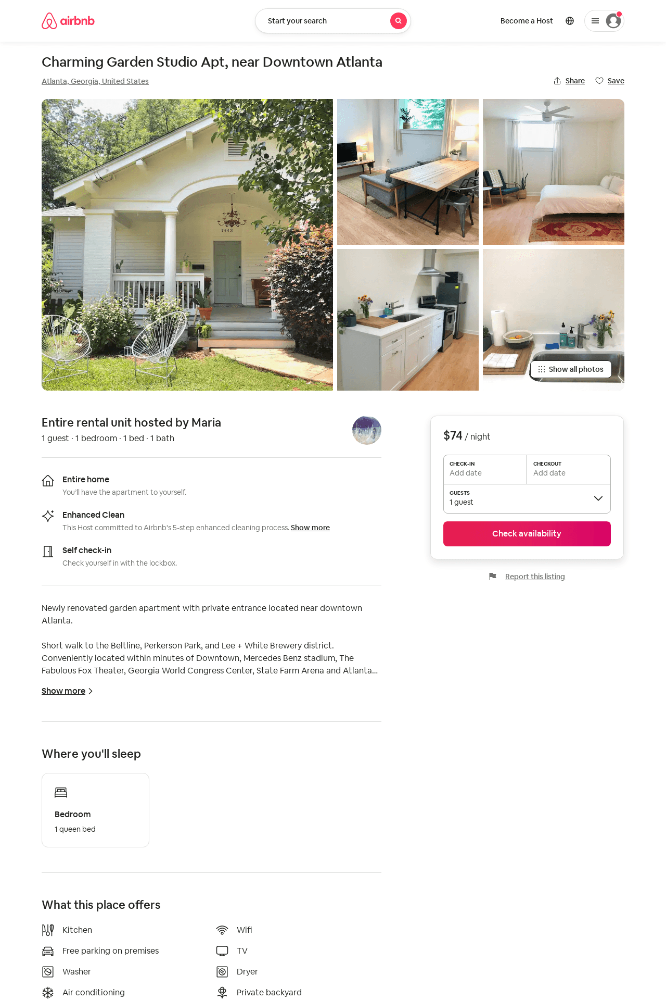 airbnb
Start your search
Become a Host
Charming Garden Studio Apt, near Downtown Atlanta
Atlanta, Georgia, United States
Share
Save
1443
Show all photos
Entire rental unit hosted by Maria
1 guest · 1 bedroom · 1 bed · 1 bath
Entire home
You’ll have the apartment to yourself.
Enhanced Clean
This Host committed to Airbnb's 5-step enhanced cleaning process. Show more
Self check-in
Check yourself in with the lockbox.
$74 / night
CHECK-IN
Add date
CHECKOUT
Add date
GUESTS
1 guest
Check availability
Report this listing
Newly renovated garden apartment with private entrance located near downtown
Atlanta.
Short walk to the Beltline, Perkerson Park, and Lee + White Brewery district.
Conveniently located within minutes of Downtown, Mercedes Benz stadium, The
Fabulous Fox Theater, Georgia World Congress Center, State Farm Arena and Atlanta...
Show more
Where you'll sleep
Bedroom
1 queen bed
What this place offers
Kitchen
Wifi
Free parking on premises
TV
Washer
Dryer
Air conditioning
Private backyard